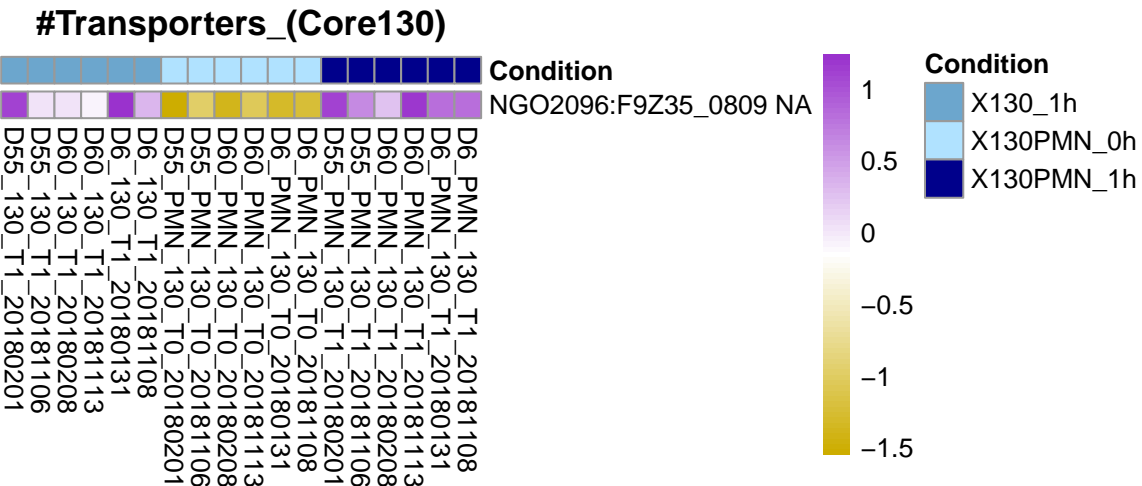 #Transporters_(Core130)
Condition
NGO2096:F9Z35_0809 NA
D55_130_T1_20180201
D55_130_T1_20181106
D60_130_T1_20180208
D60_130_T1_20181113
D6_130_T1_20180131
D6_130_T1_20181108
D55_PMN_130_T0_20180201
D55_PMN_130_T0_20181106
D60_PMN_130_T0_20180208
D60_PMN_130_T0_20181113
D6_PMN_130_T0_20180131
D6_PMN_130_T0_20181108
D55_PMN_130_T1_20180201
D55_PMN_130_T1_20181106
D60_PMN_130_T1_20180208
D60_PMN_130_T1_20181113
D6_PMN_130_T1_20180131
D6_PMN_130_T1_20181108
1
0.5
0
−0.5
−1
−1.5
Condition
X130_1h
X130PMN_0h
X130PMN_1h